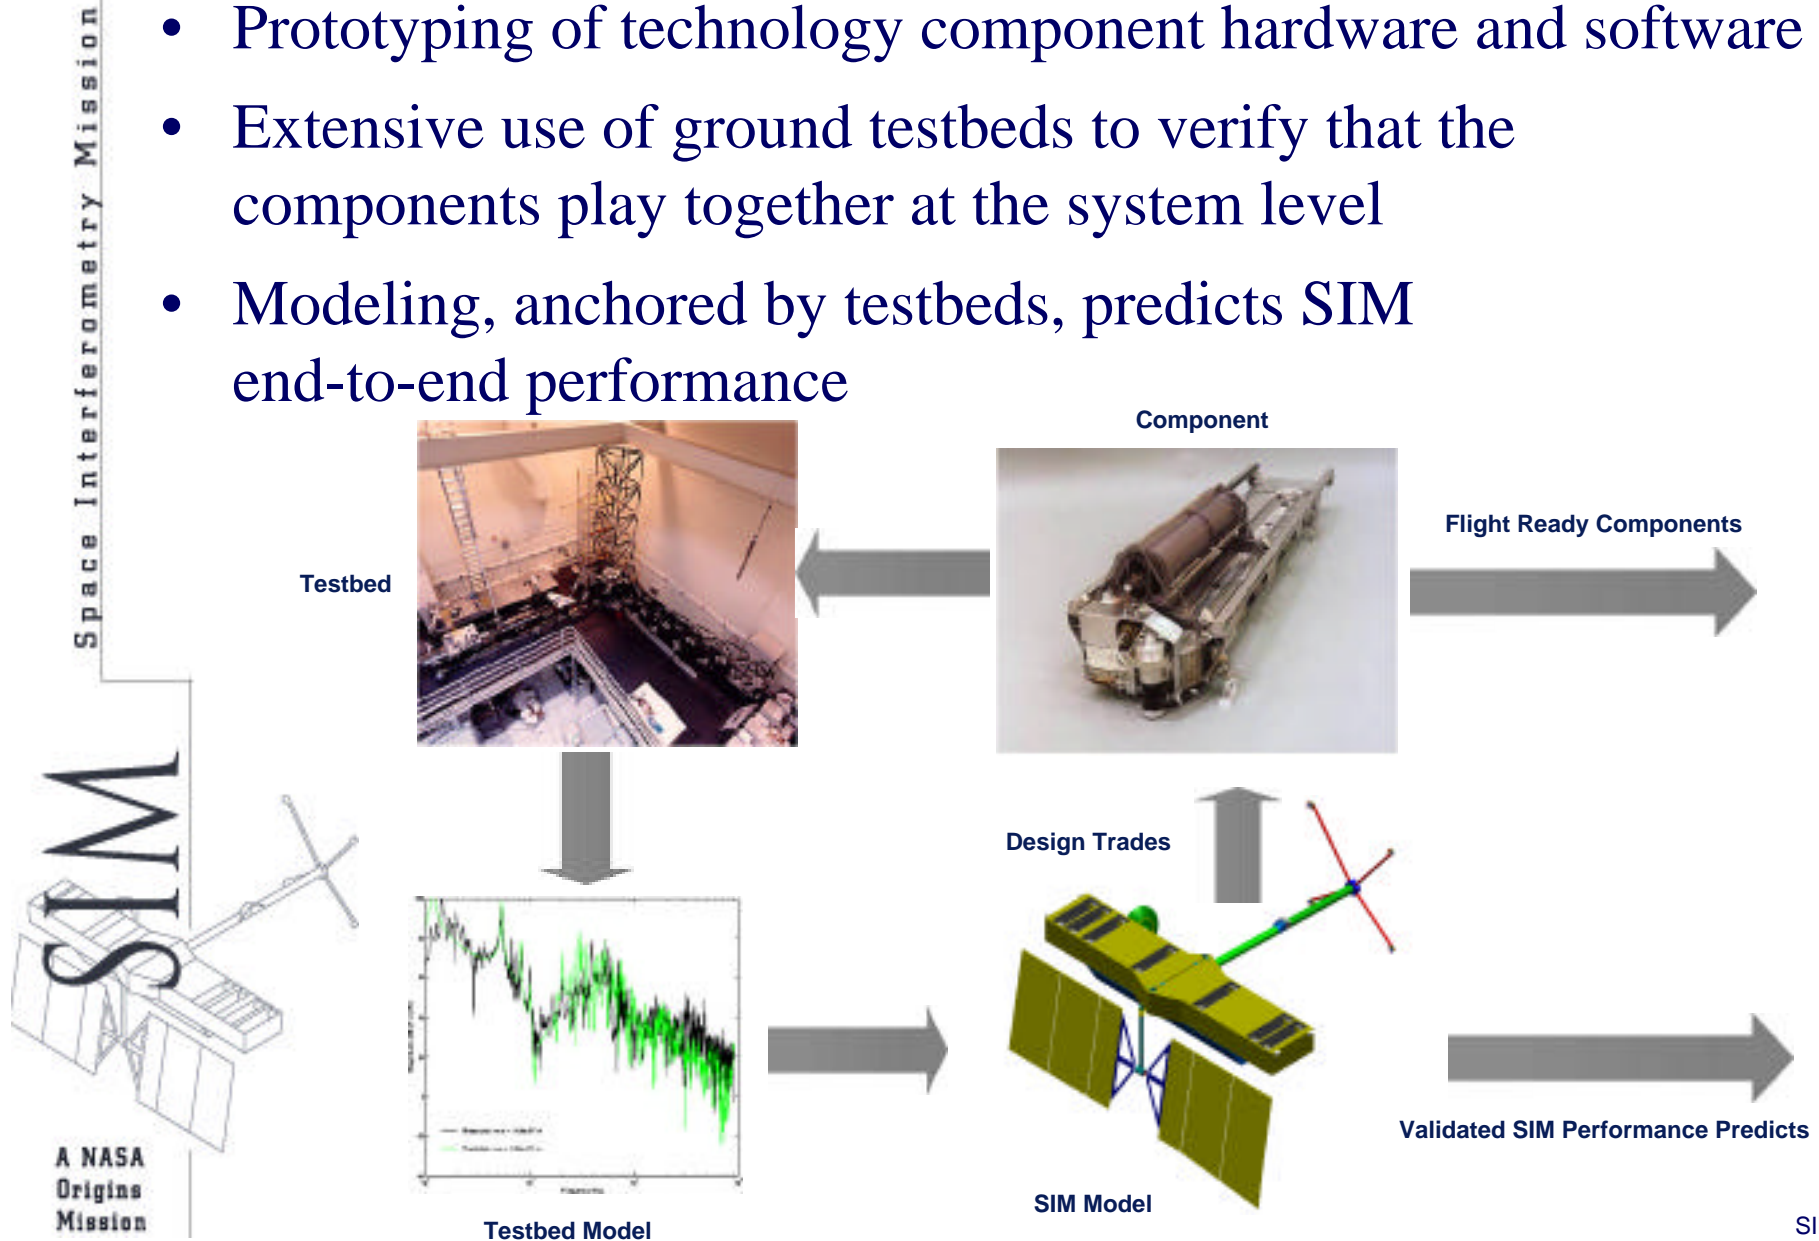 • Prototyping of technology component hardware and software
• Extensive use of ground testbeds to verify that the
components play together at the system level
• Modeling, anchored by testbeds, predicts SIM
end-to-end performance
Component
Flight Ready Components
Testbed
Design Trades
Validated SIM Performance Predicts
SIM Model
Testbed Model
Space Interferometry Mission
SIM
A NASA
Origins
Mission
SI